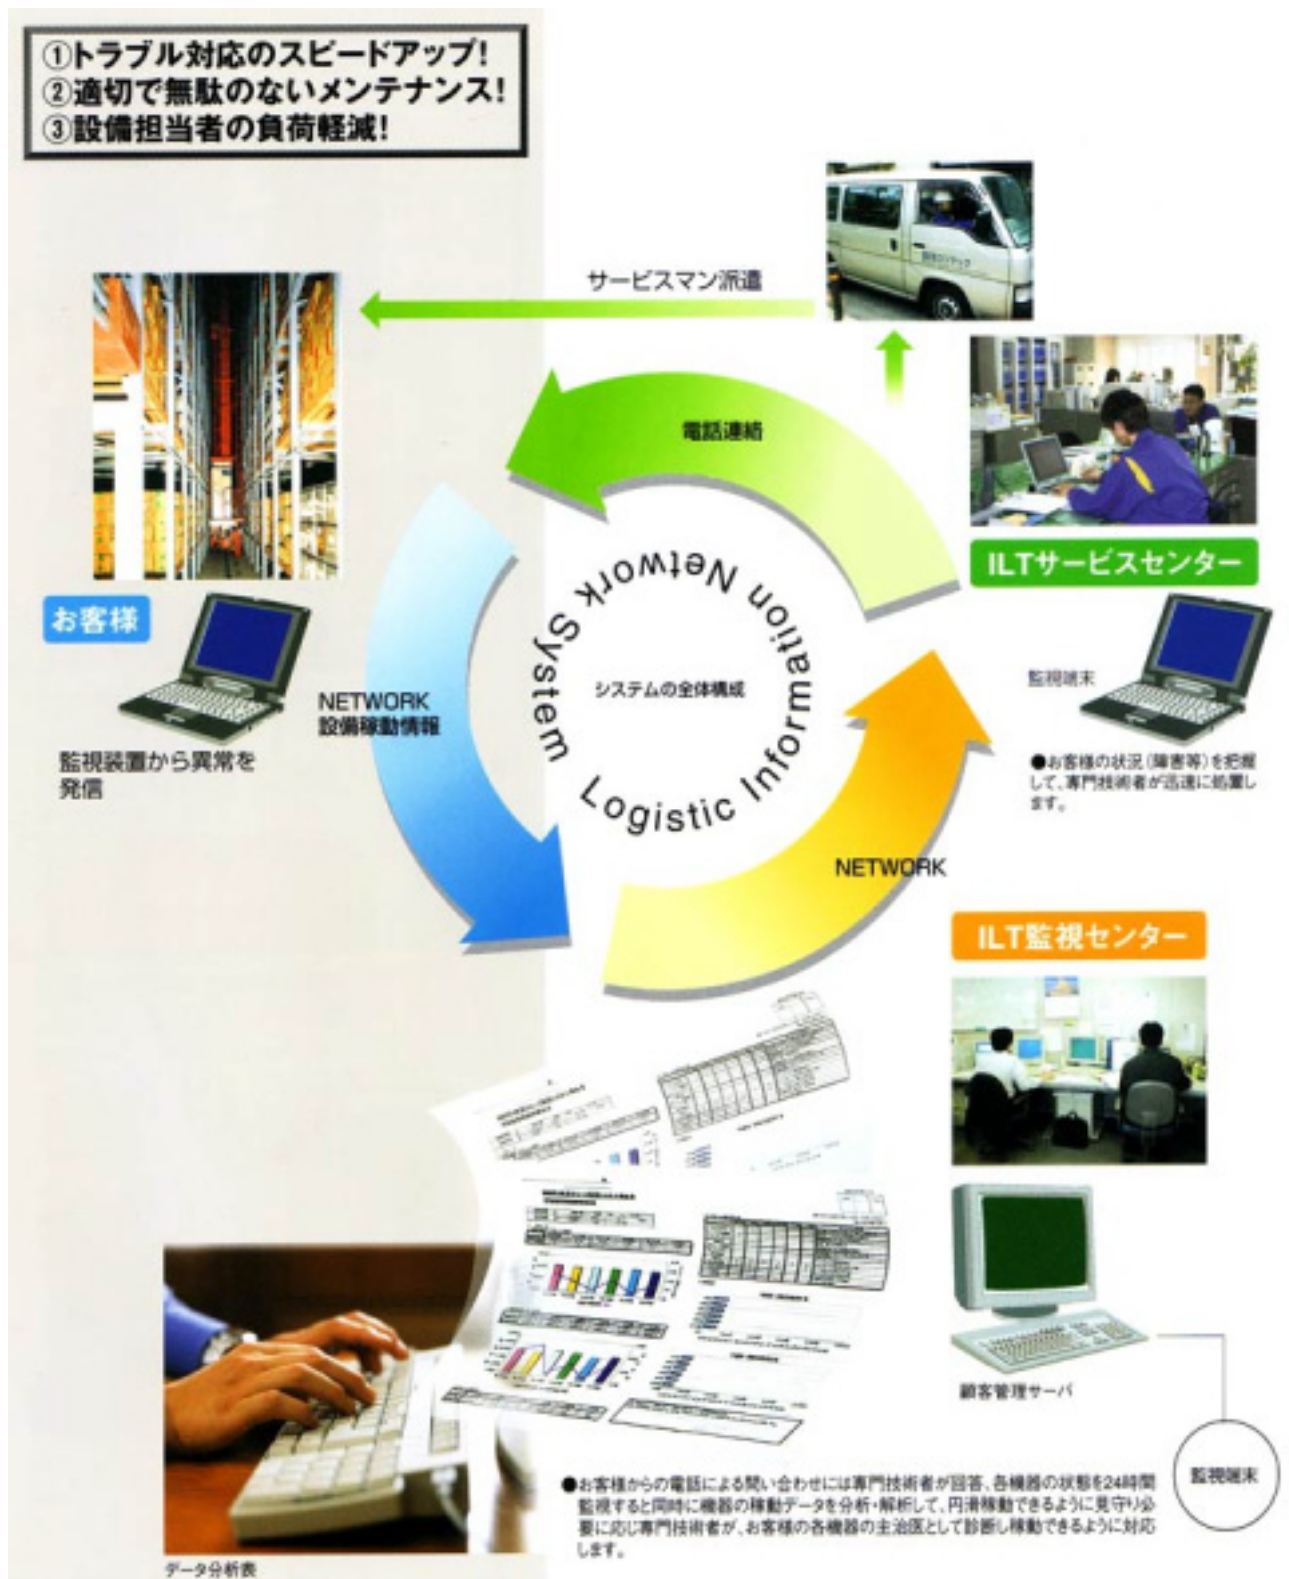 ①トラブル対応のスピードアップ!
②適切で無駄のないメンテナンス!
③設備担当者の負荷軽減!
サービスマン派遣
電話連絡
ILTサービスセンター
お客様
監視装置から異常を
発信
NETWORK
設備稼動情報
Logistic Information Network System
システムの全体構成
監視端末
●お客様の状況(障害等)を把握
して、専門技術者が迅速に処置し
ます。
NETWORK
ILT監視センター
顧客管理サーバ
監視端末
●お客様からの電話による問い合わせには専門技術者が回答、各機器の状態を24時間
監視すると同時に機器の稼動データを分析・解析して、円滑稼動できるように見守り必
要に応じ専門技術者が、お客様の各機器の主治医として診断し稼動できるように対応
します。
データ分析表